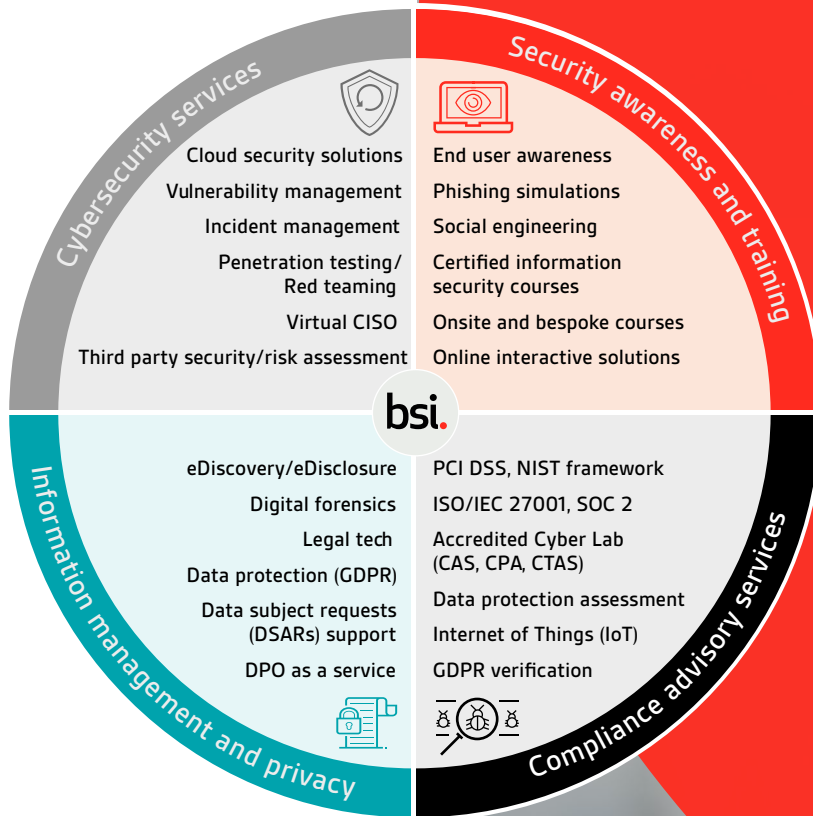 Cybersecurity services
Cloud security solutions
Vulnerability management
Incident management
Penetration testing/
Red teaming
Virtual CISO
Third party security/risk assessment
Security awareness and training
End user awareness
Phishing simulations
Social engineering
Certified information
security courses
Onsite and bespoke courses
Online interactive solutions
bsi.
Information management and privacy
eDiscovery/eDisclosure
Digital forensics
Legal tech
Data protection (GDPR)
Data subject requests
(DSARs) support
DPO as a service
Compliance advisory services
PCI DSS, NIST framework
ISO/IEC 27001, SOC 2
Accredited Cyber Lab
(CAS, CPA, CTAS)
Data protection assessment
Internet of Things (IoT)
GDPR verification